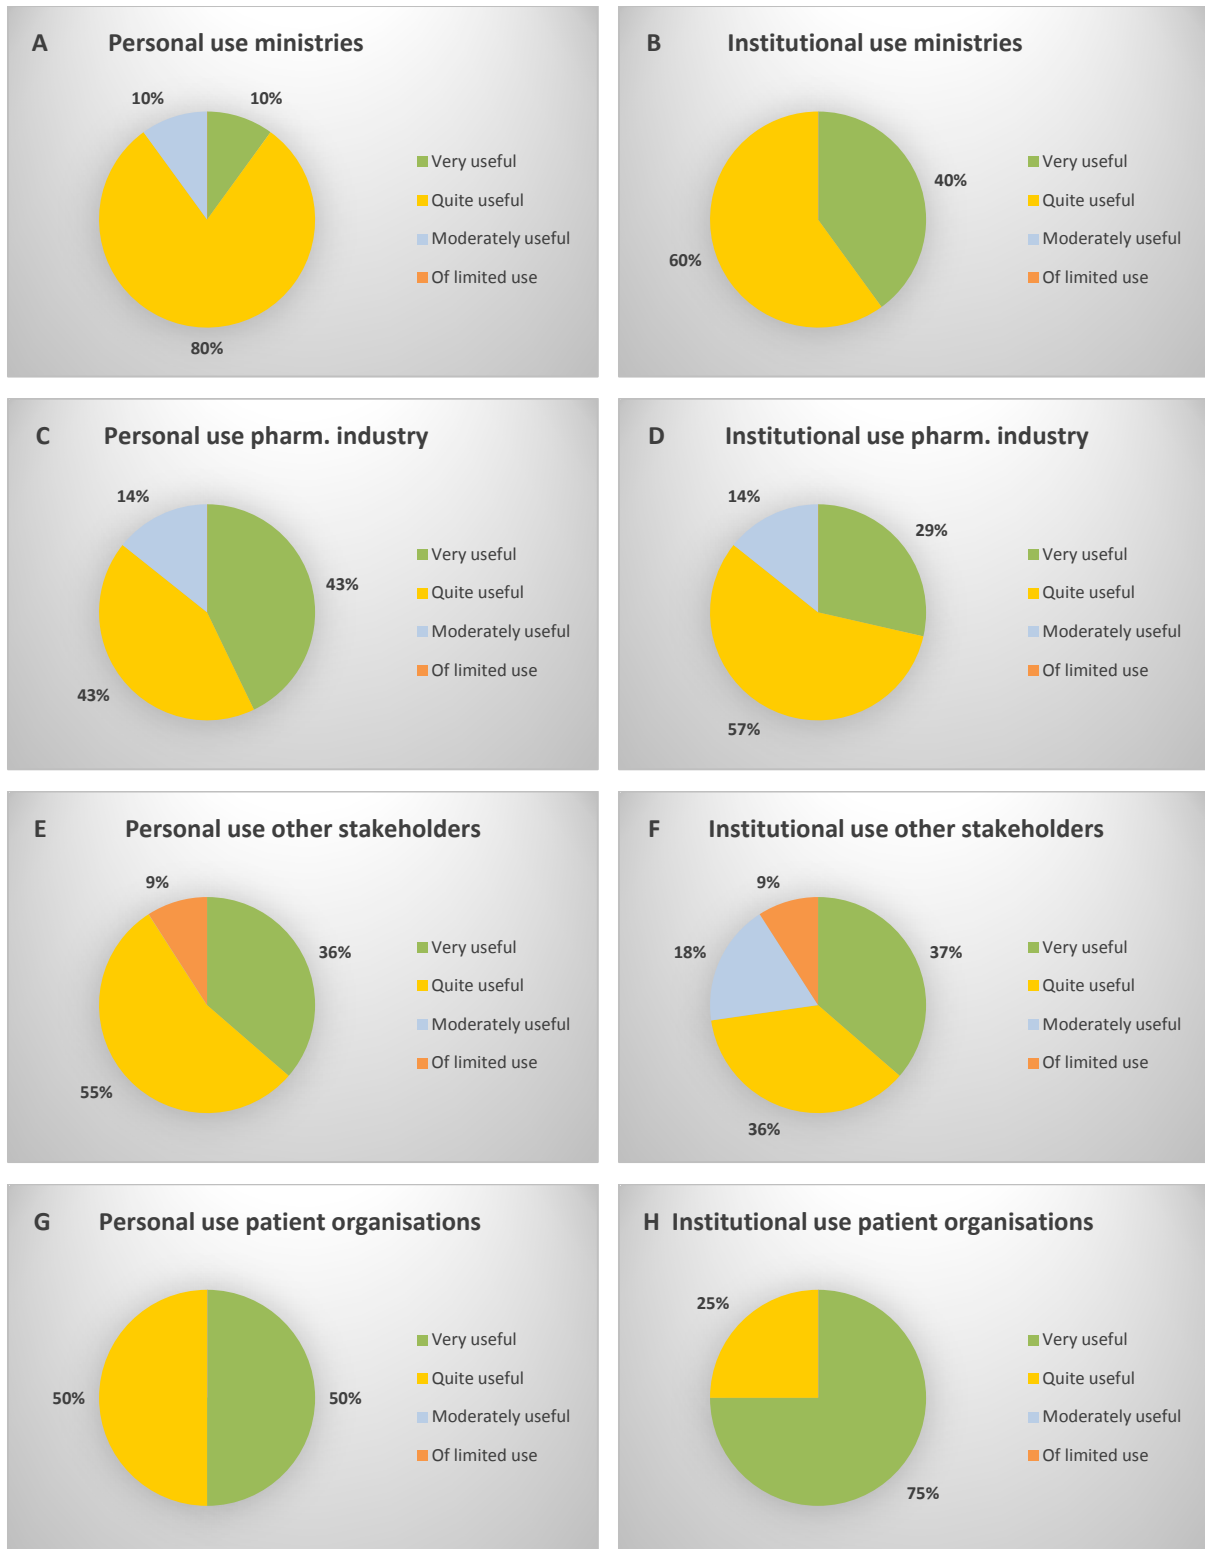 A Personal use ministries
10% 10%
80%
Very useful
Quite useful
Moderately useful
Of limited use
B Institutional use ministries
40%
60%
Very useful
Quite useful
Moderately useful
Of limited use
C Personal use pharm. industry
14%
43%
43%
Very useful
Quite useful
Moderately useful
Of limited use
D Institutional use pharm. industry
14%
29%
57%
Very useful
Quite useful
Moderately useful
Of limited use
E Personal use other stakeholders
9%
36%
55%
Very useful
Quite useful
Moderately useful
Of limited use
F Institutional use other stakeholders
9%
18%
37%
36%
Very useful
Quite useful
Moderately useful
Of limited use
G Personal use patient organisations
50% 50%
Very useful
Quite useful
Moderately useful
Of limited use
H Institutional use patient organisations
25%
75%
Very useful
Quite useful
Moderately useful
Of limited use